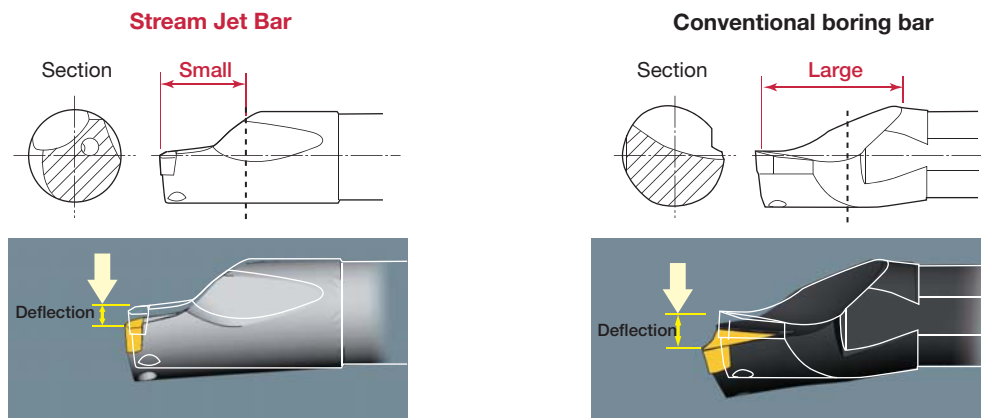 Stream Jet Bar
Conventional boring bar
Section
Small
Section
Large
Deflection
Deflection